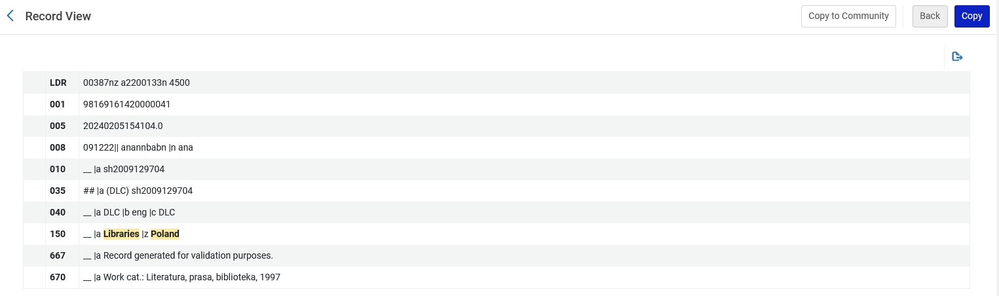 Record View
Copy to Community
Back
Copy
LDR 00387nz a2200133n 4500
001 98169161420000041
005 20240205154104.0
008 091222|| anannbabn |n ana
010 __ |a sh2009129704
035 ## |a (DLC) sh2009129704
040 __ |a DLC |b eng |c DLC
150 __ |a Libraries |z Poland
667 __ |a Record generated for validation purposes.
670 __ |a Work cat.: Literatura, prasa, biblioteka, 1997